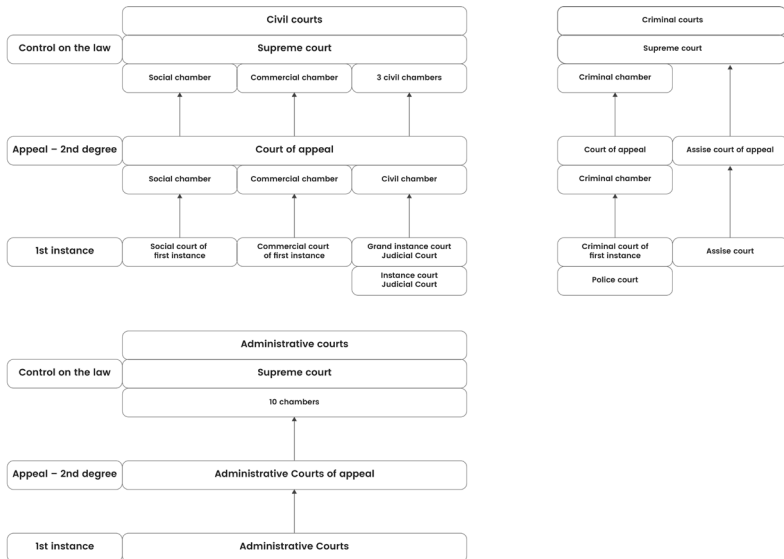 Civil courts
Control on the law
Supreme court
Social chamber
Commercial chamber
3 civil chambers
Appeal – 2nd degree
Court of appeal
Social chamber
Commercial chamber
Civil chamber
1st instance
Social court of
first instance
Commercial court
of first instance
Grand instance court
Judicial Court
Instance court
Judicial Court
Criminal courts
Supreme court
Criminal chamber
Court of appeal
Assise court of appeal
Criminal chamber
Criminal court of
first instance
Assise court
Police court
Administrative courts
Control on the law
Supreme court
10 chambers
Appeal – 2nd degree
Administrative Courts of appeal
1st instance
Administrative Courts